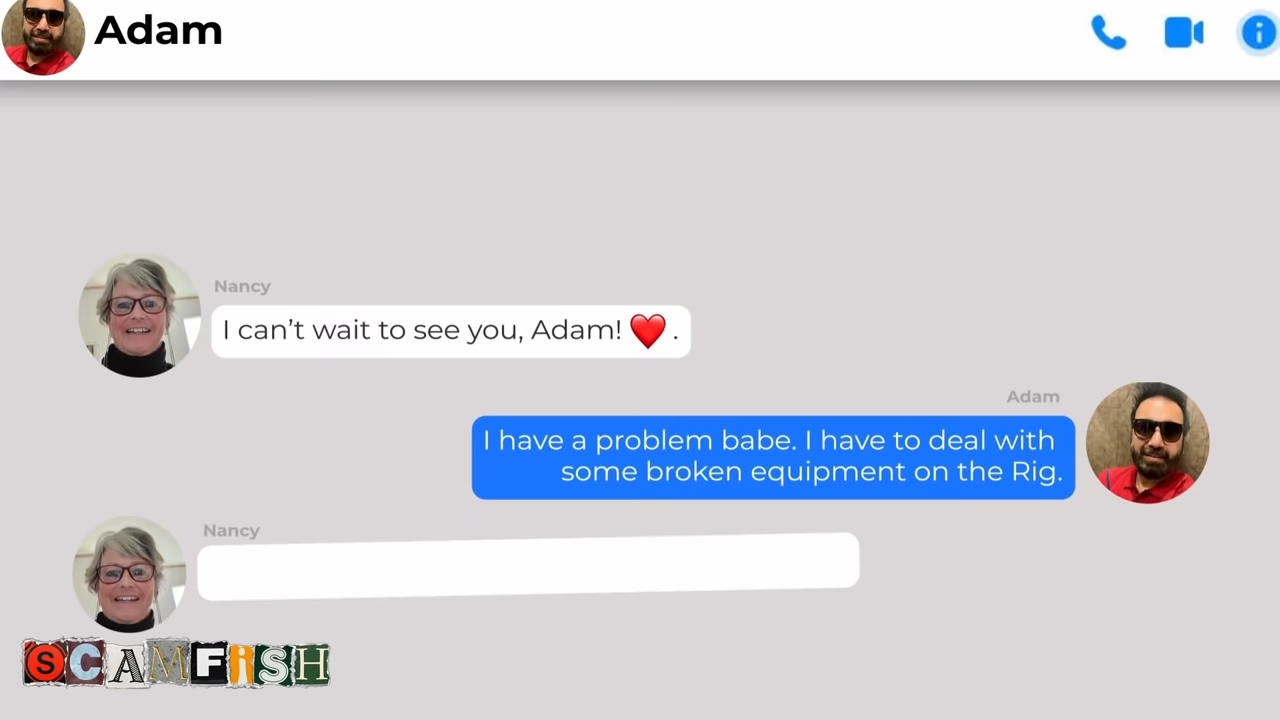 Adam
Nancy
I can't wait to see you, Adam! ❤️ .
Adam
I have a problem babe. I have to deal with
some broken equipment on the Rig.
Nancy
SCAMFiSH